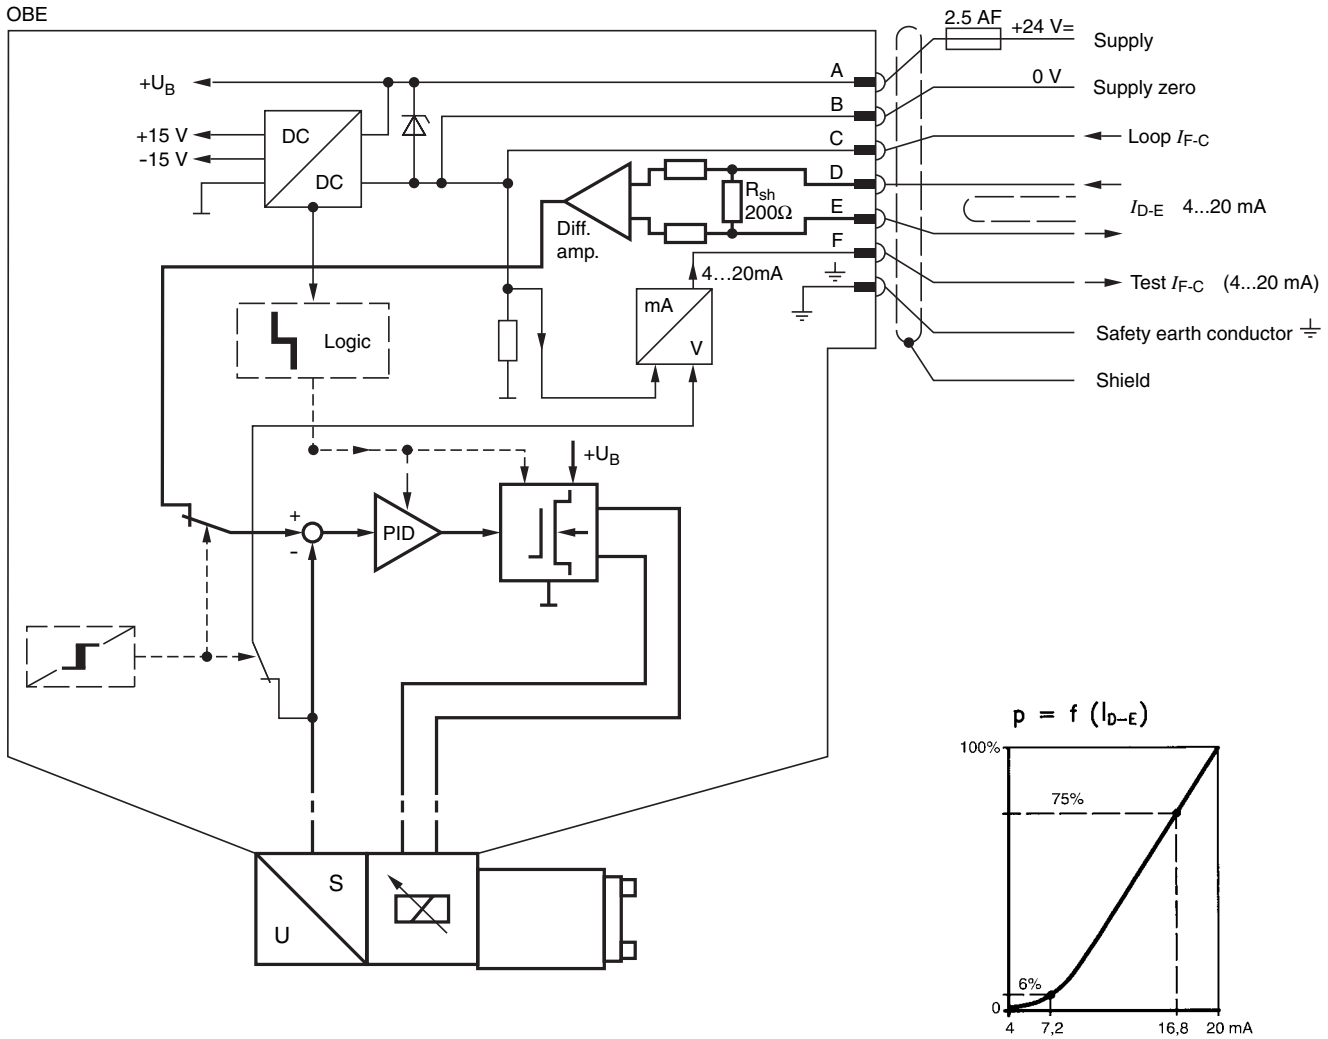 OBE
2.5 AF
+24 V=
Supply
A
+U_B
0 V
Supply zero
B
+15 V
DC
C
Loop I_F-C
-15 V
DC
D
R_sh
200Ω
I_D-E 4...20 mA
E
Diff.
amp.
F
4...20mA
Test I_F-C (4...20 mA)
mA
V
Logic
Safety earth conductor
Shield
+U_B
+
-
PID
S
U
p = f (I_D-E)
100%
75%
6%
0
4
7,2
16,8
20 mA